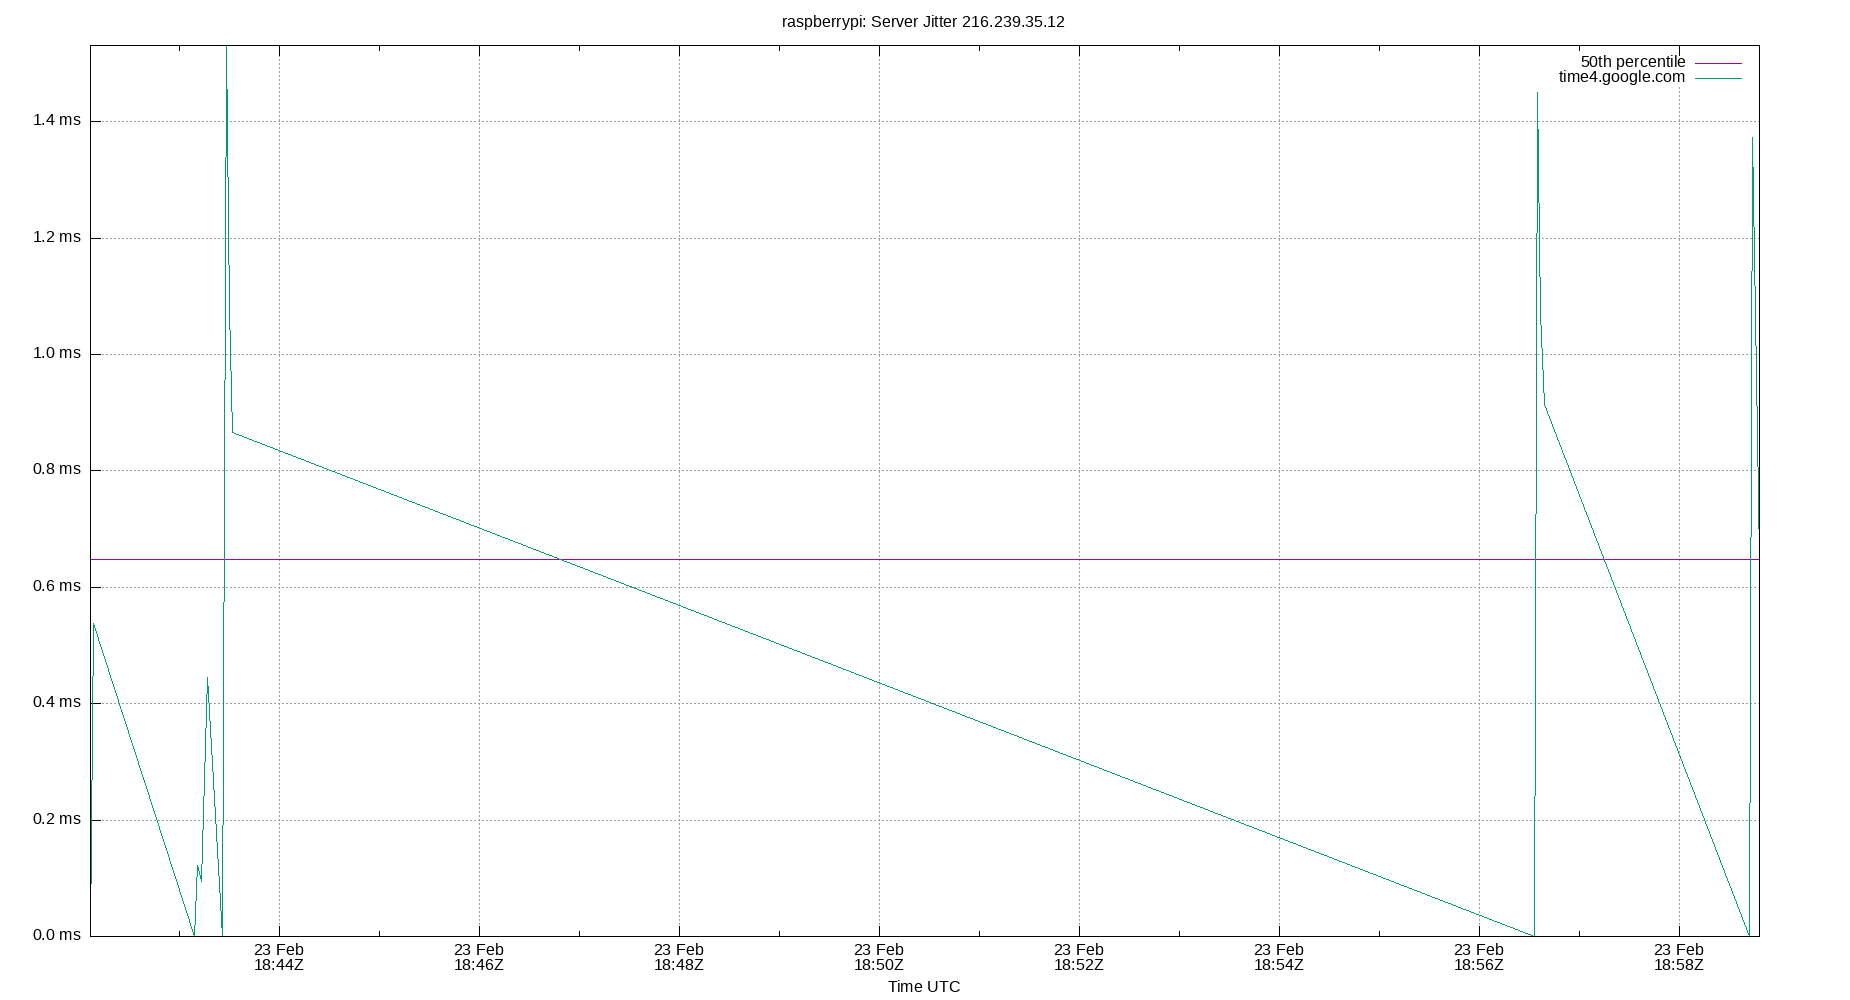 raspberrypi: Server Jitter 216.239.35.12
50th percentile
time4.google.com
1.4 ms
1.2 ms
1.0 ms
0.8 ms
0.6 ms
0.4 ms
0.2 ms
0.0 ms
23 Feb 23 Feb 23 Feb 23 Feb 23 Feb 23 Feb 23 Feb 23 Feb
18:44Z 18:46Z 18:48Z 18:50Z 18:52Z 18:54Z 18:56Z 18:58Z
Time UTC